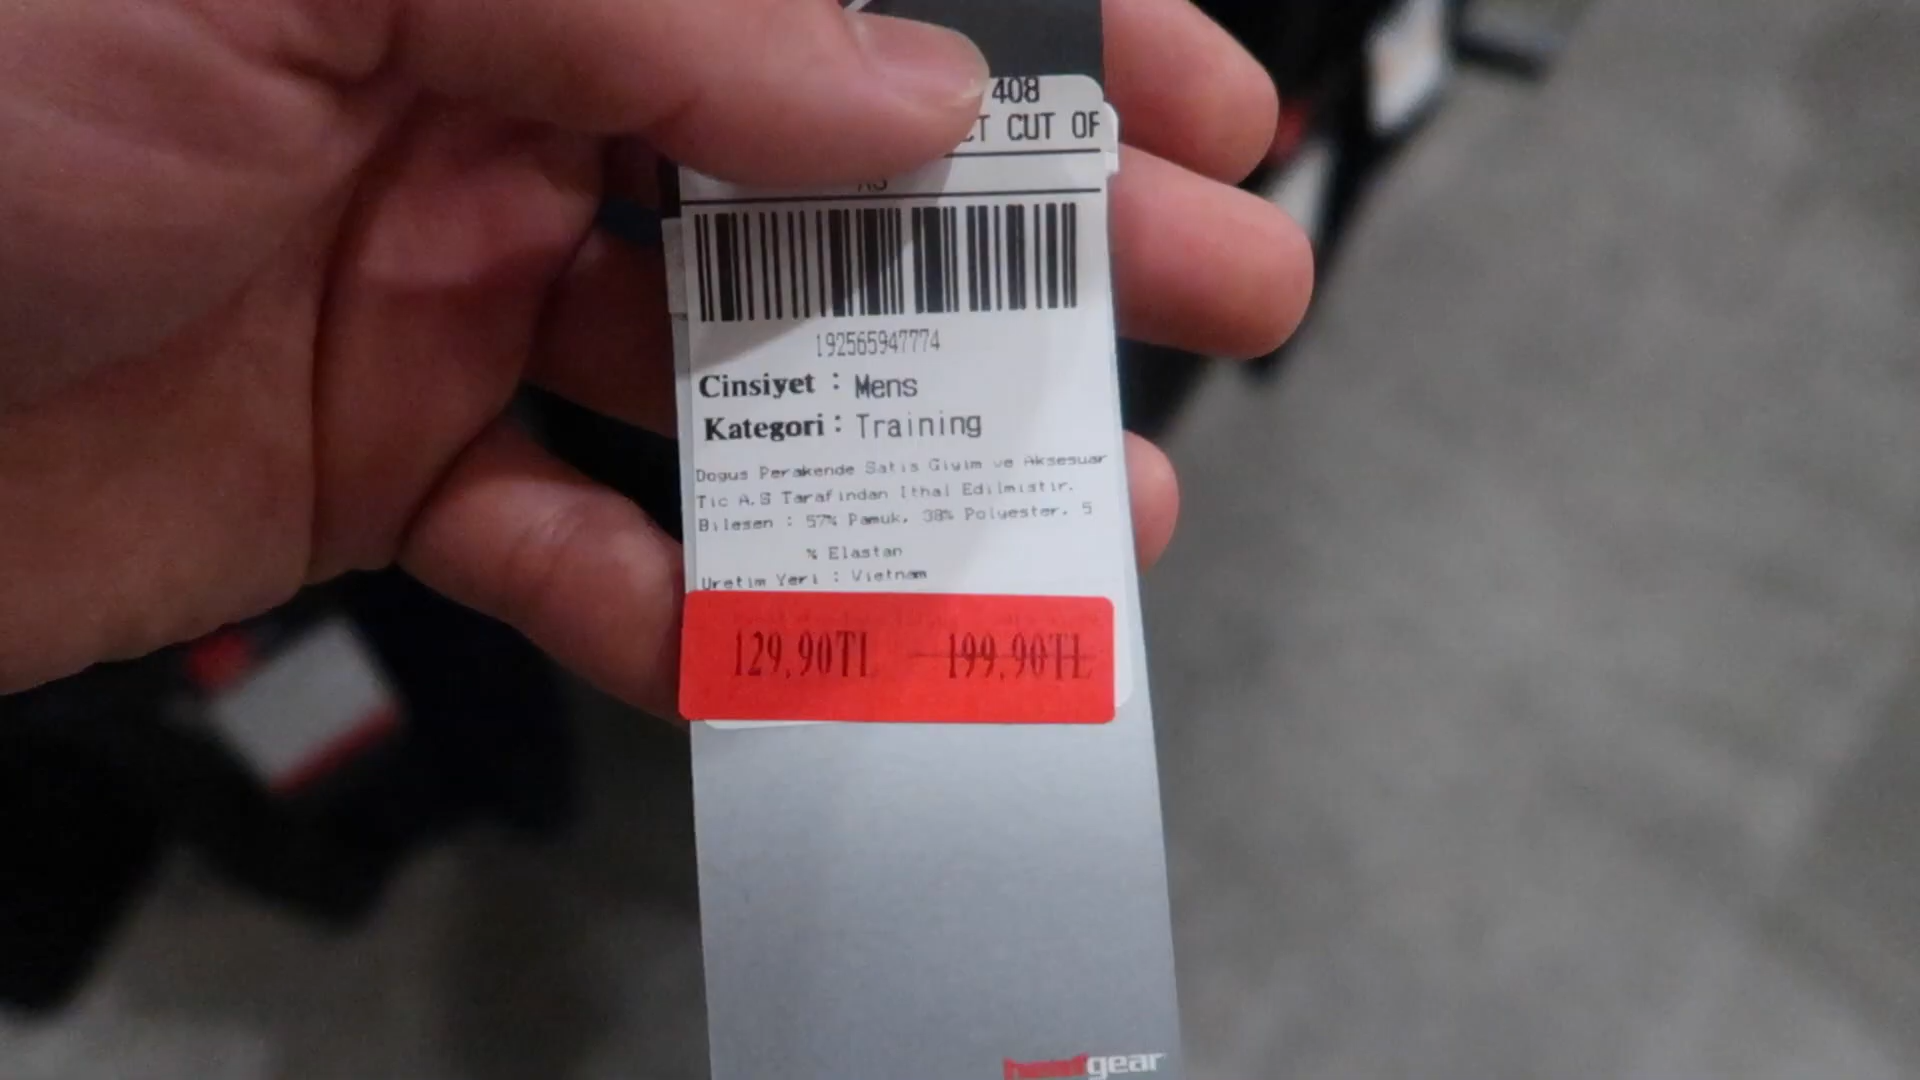 408
CUT OF
192565947774
Cinsiyet : Mens
Kategori : Training
Dogus Perakende Satis Giyim ve Aksesuar
Tic A.S Tarafindan Ithal Edilmistir.
Bilesen : 57% Pamuk, 38% Polyester, 5
% Elastan
Uretim Yeri : Vietnam
129,90TL 199,90TL
heatgear